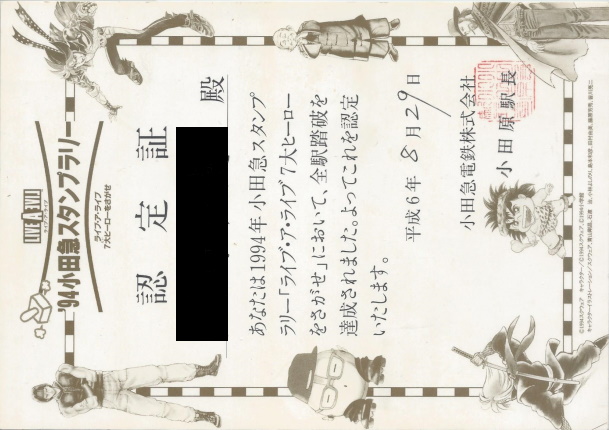 LIVE A LIVE
ライブ・ア・ライブ
'94小田急スタンプラリー
ライブ・ア・ライブ
7大ヒーローをさがせ
認定証
殿
あなたは1994年 小田急スタンプ
ラリー「ライブ・ア・ライブ 7大ヒーロー
をさがせ」において、全駅踏破を
達成されました。よってこれを認定
いたします。
平成6年8月29日
小田急電鉄株式会社
小田原駅長